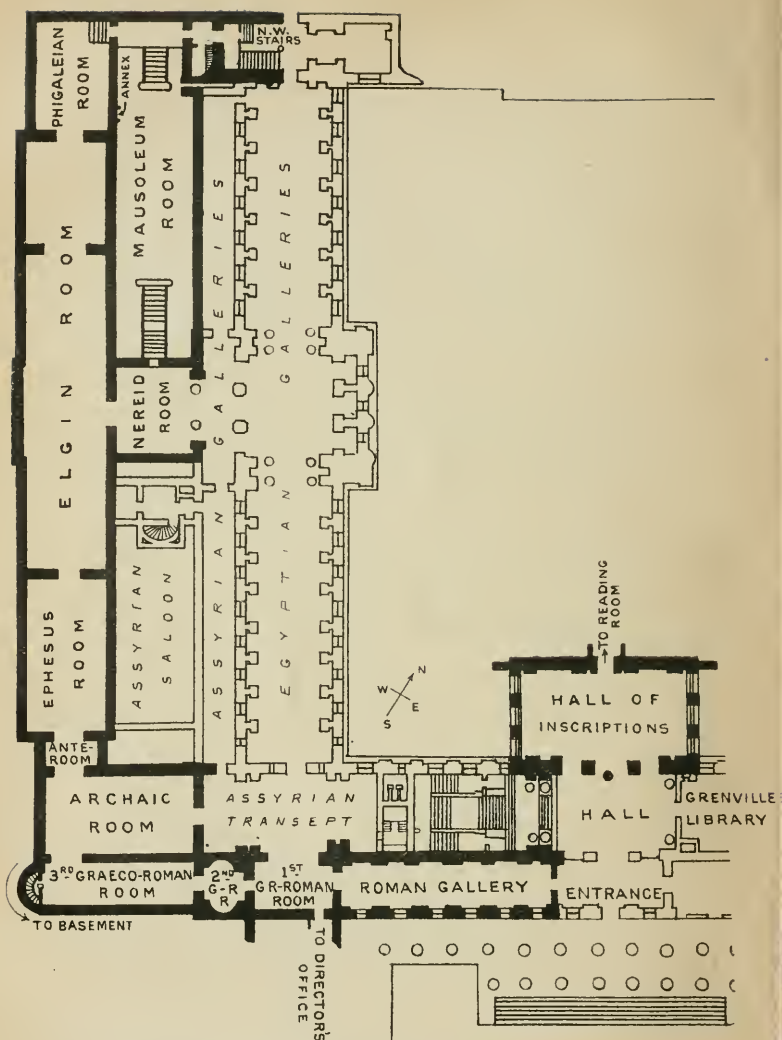 N.W.
STAIRS
PHIGALEIAN
ROOM
ANNEX
MAUSOLEUM
ROOM
ELGIN ROOM
NEREID
ROOM
ASSYRIAN GALLERIES
EGYPTIAN GALLERIES
ASSYRIAN
SALOON
EPHESUS
ROOM
TO READING
ROOM
N
W
E
S
HALL OF
INSCRIPTIONS
ANTE-
ROOM
ARCHAIC
ROOM
ASSYRIAN
TRANSEPT
HALL
GRENVILLE
LIBRARY
3RD GRAECO-ROMAN
ROOM
2ND
G-R
R
1ST
GR-ROMAN
ROOM
ROMAN GALLERY
ENTRANCE
TO BASEMENT
TO DIRECTOR'S
OFFICE